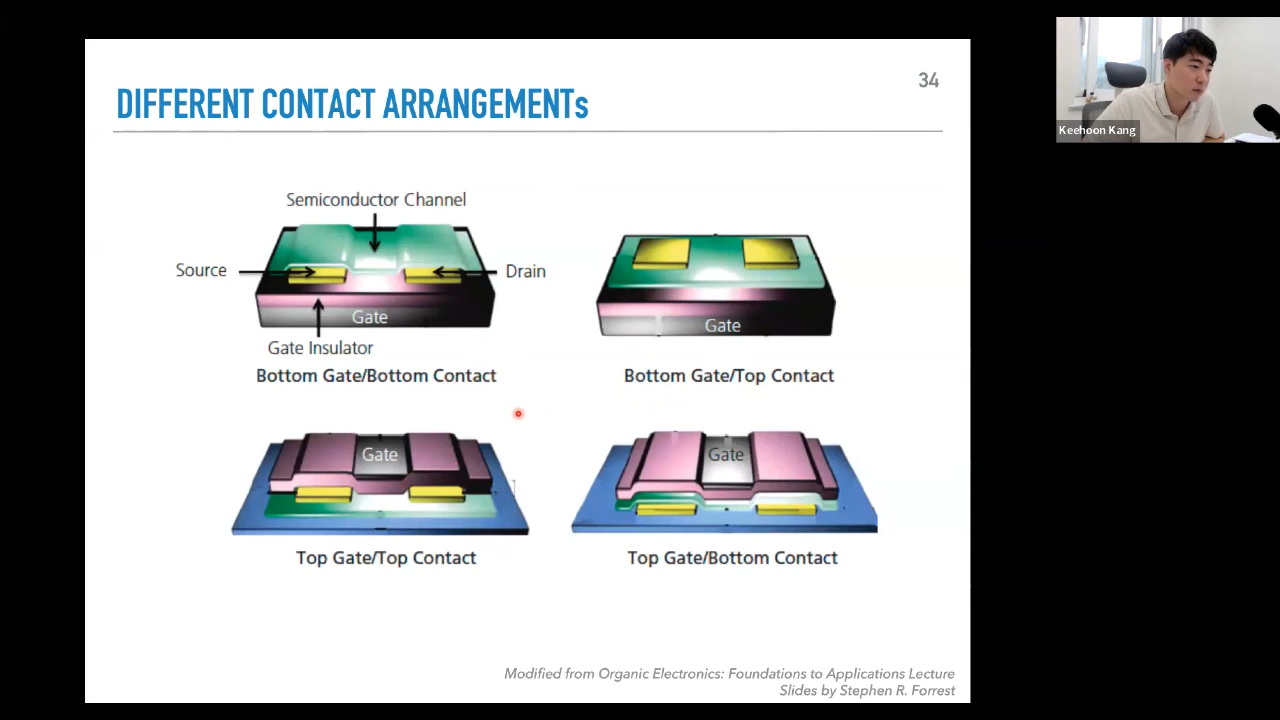 34
DIFFERENT CONTACT ARRANGEMENTs
Keehoon Kang
Semiconductor Channel
Source
Drain
Gate
Gate Insulator
Bottom Gate/Bottom Contact
Gate
Bottom Gate/Top Contact
Gate
Top Gate/Top Contact
Gate
Top Gate/Bottom Contact
Modified from Organic Electronics: Foundations to Applications Lecture
Slides by Stephen R. Forrest